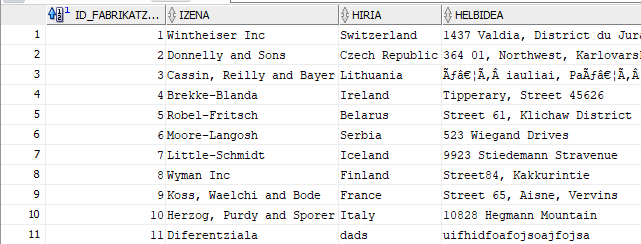 ID_FABRIKATZ... IZENA HIRIA HELBIDEA
1 1 Wintheiser Inc Switzerland 1437 Valdia, District du Jura
2 2 Donnelly and Sons Czech Republic 364 01, Northwest, Karlovarsk
3 3 Cassin, Reilly and Bayer Lithuania Ãƒâ€¦Ã‚Â iauliai, PaÃƒâ€¦Ã‚Â
4 4 Brekke-Blanda Ireland Tipperary, Street 45626
5 5 Robel-Fritsch Belarus Street 61, Klichaw District
6 6 Moore-Langosh Serbia 523 Wiegand Drives
7 7 Little-Schmidt Iceland 9923 Stiedemann Stravenue
8 8 Wyman Inc Finland Street84, Kakkurintie
9 9 Koss, Waelchi and Bode France Street 65, Aisne, Vervins
10 10 Herzog, Purdy and Sporer Italy 10828 Hegmann Mountain
11 11 Diferentziala dads uifhidfoafojsoajfojsa